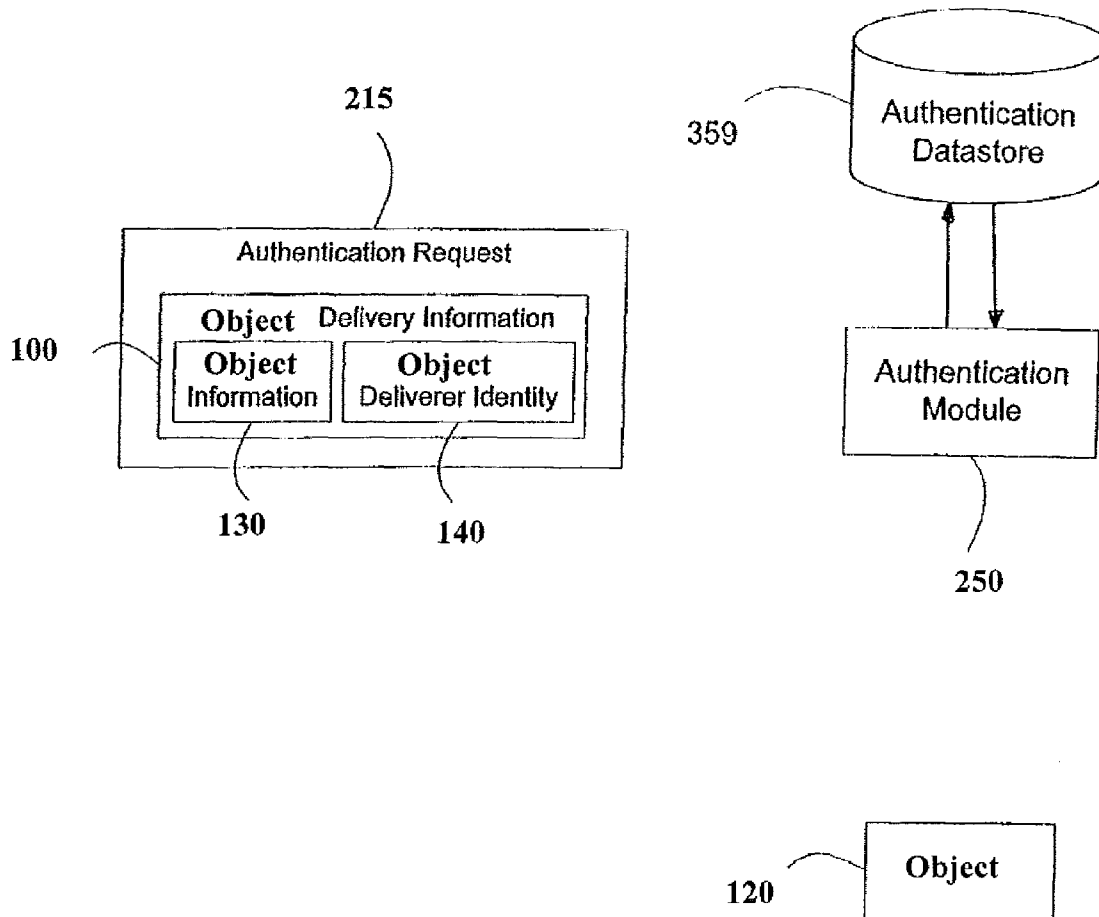 215
359
Authentication
Datastore
Authentication Request
Object Delivery Information
100
Object
Information
Object
Deliverer Identity
Authentication
Module
130
140
250
120
Object